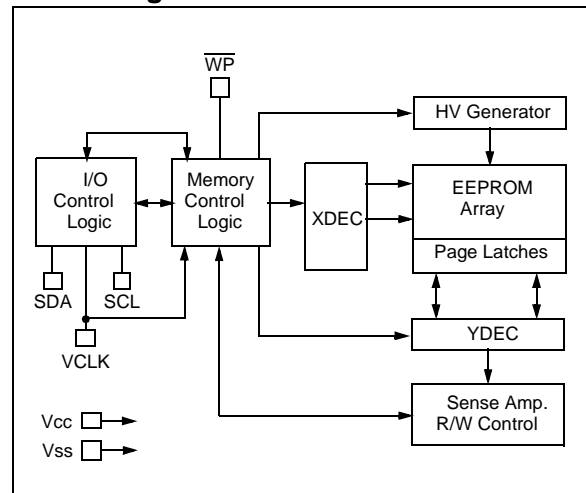 WP
HV Generator
I/O
Control
Logic
Memory
Control
Logic
XDEC
EEPROM
Array
Page Latches
SDA
SCL
VCLK
YDEC
Vcc
Vss
Sense Amp.
R/W Control